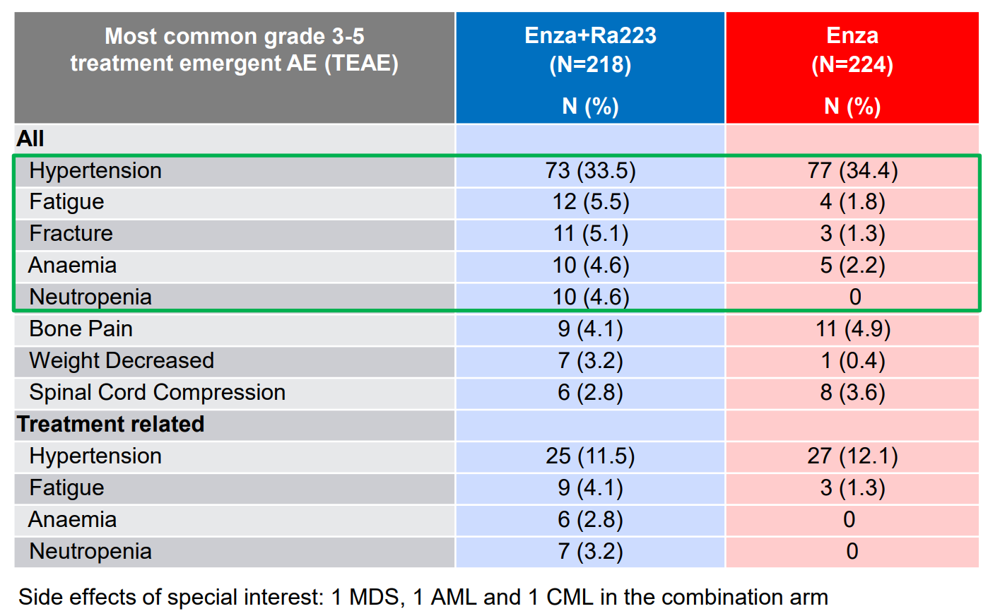 Most common grade 3-5
treatment emergent AE (TEAE)
Enza+Ra223
(N=218)
N (%)
Enza
(N=224)
N (%)
All
Hypertension 73 (33.5) 77 (34.4)
Fatigue 12 (5.5) 4 (1.8)
Fracture 11 (5.1) 3 (1.3)
Anaemia 10 (4.6) 5 (2.2)
Neutropenia 10 (4.6) 0
Bone Pain 9 (4.1) 11 (4.9)
Weight Decreased 7 (3.2) 1 (0.4)
Spinal Cord Compression 6 (2.8) 8 (3.6)
Treatment related
Hypertension 25 (11.5) 27 (12.1)
Fatigue 9 (4.1) 3 (1.3)
Anaemia 6 (2.8) 0
Neutropenia 7 (3.2) 0
Side effects of special interest: 1 MDS, 1 AML and 1 CML in the combination arm